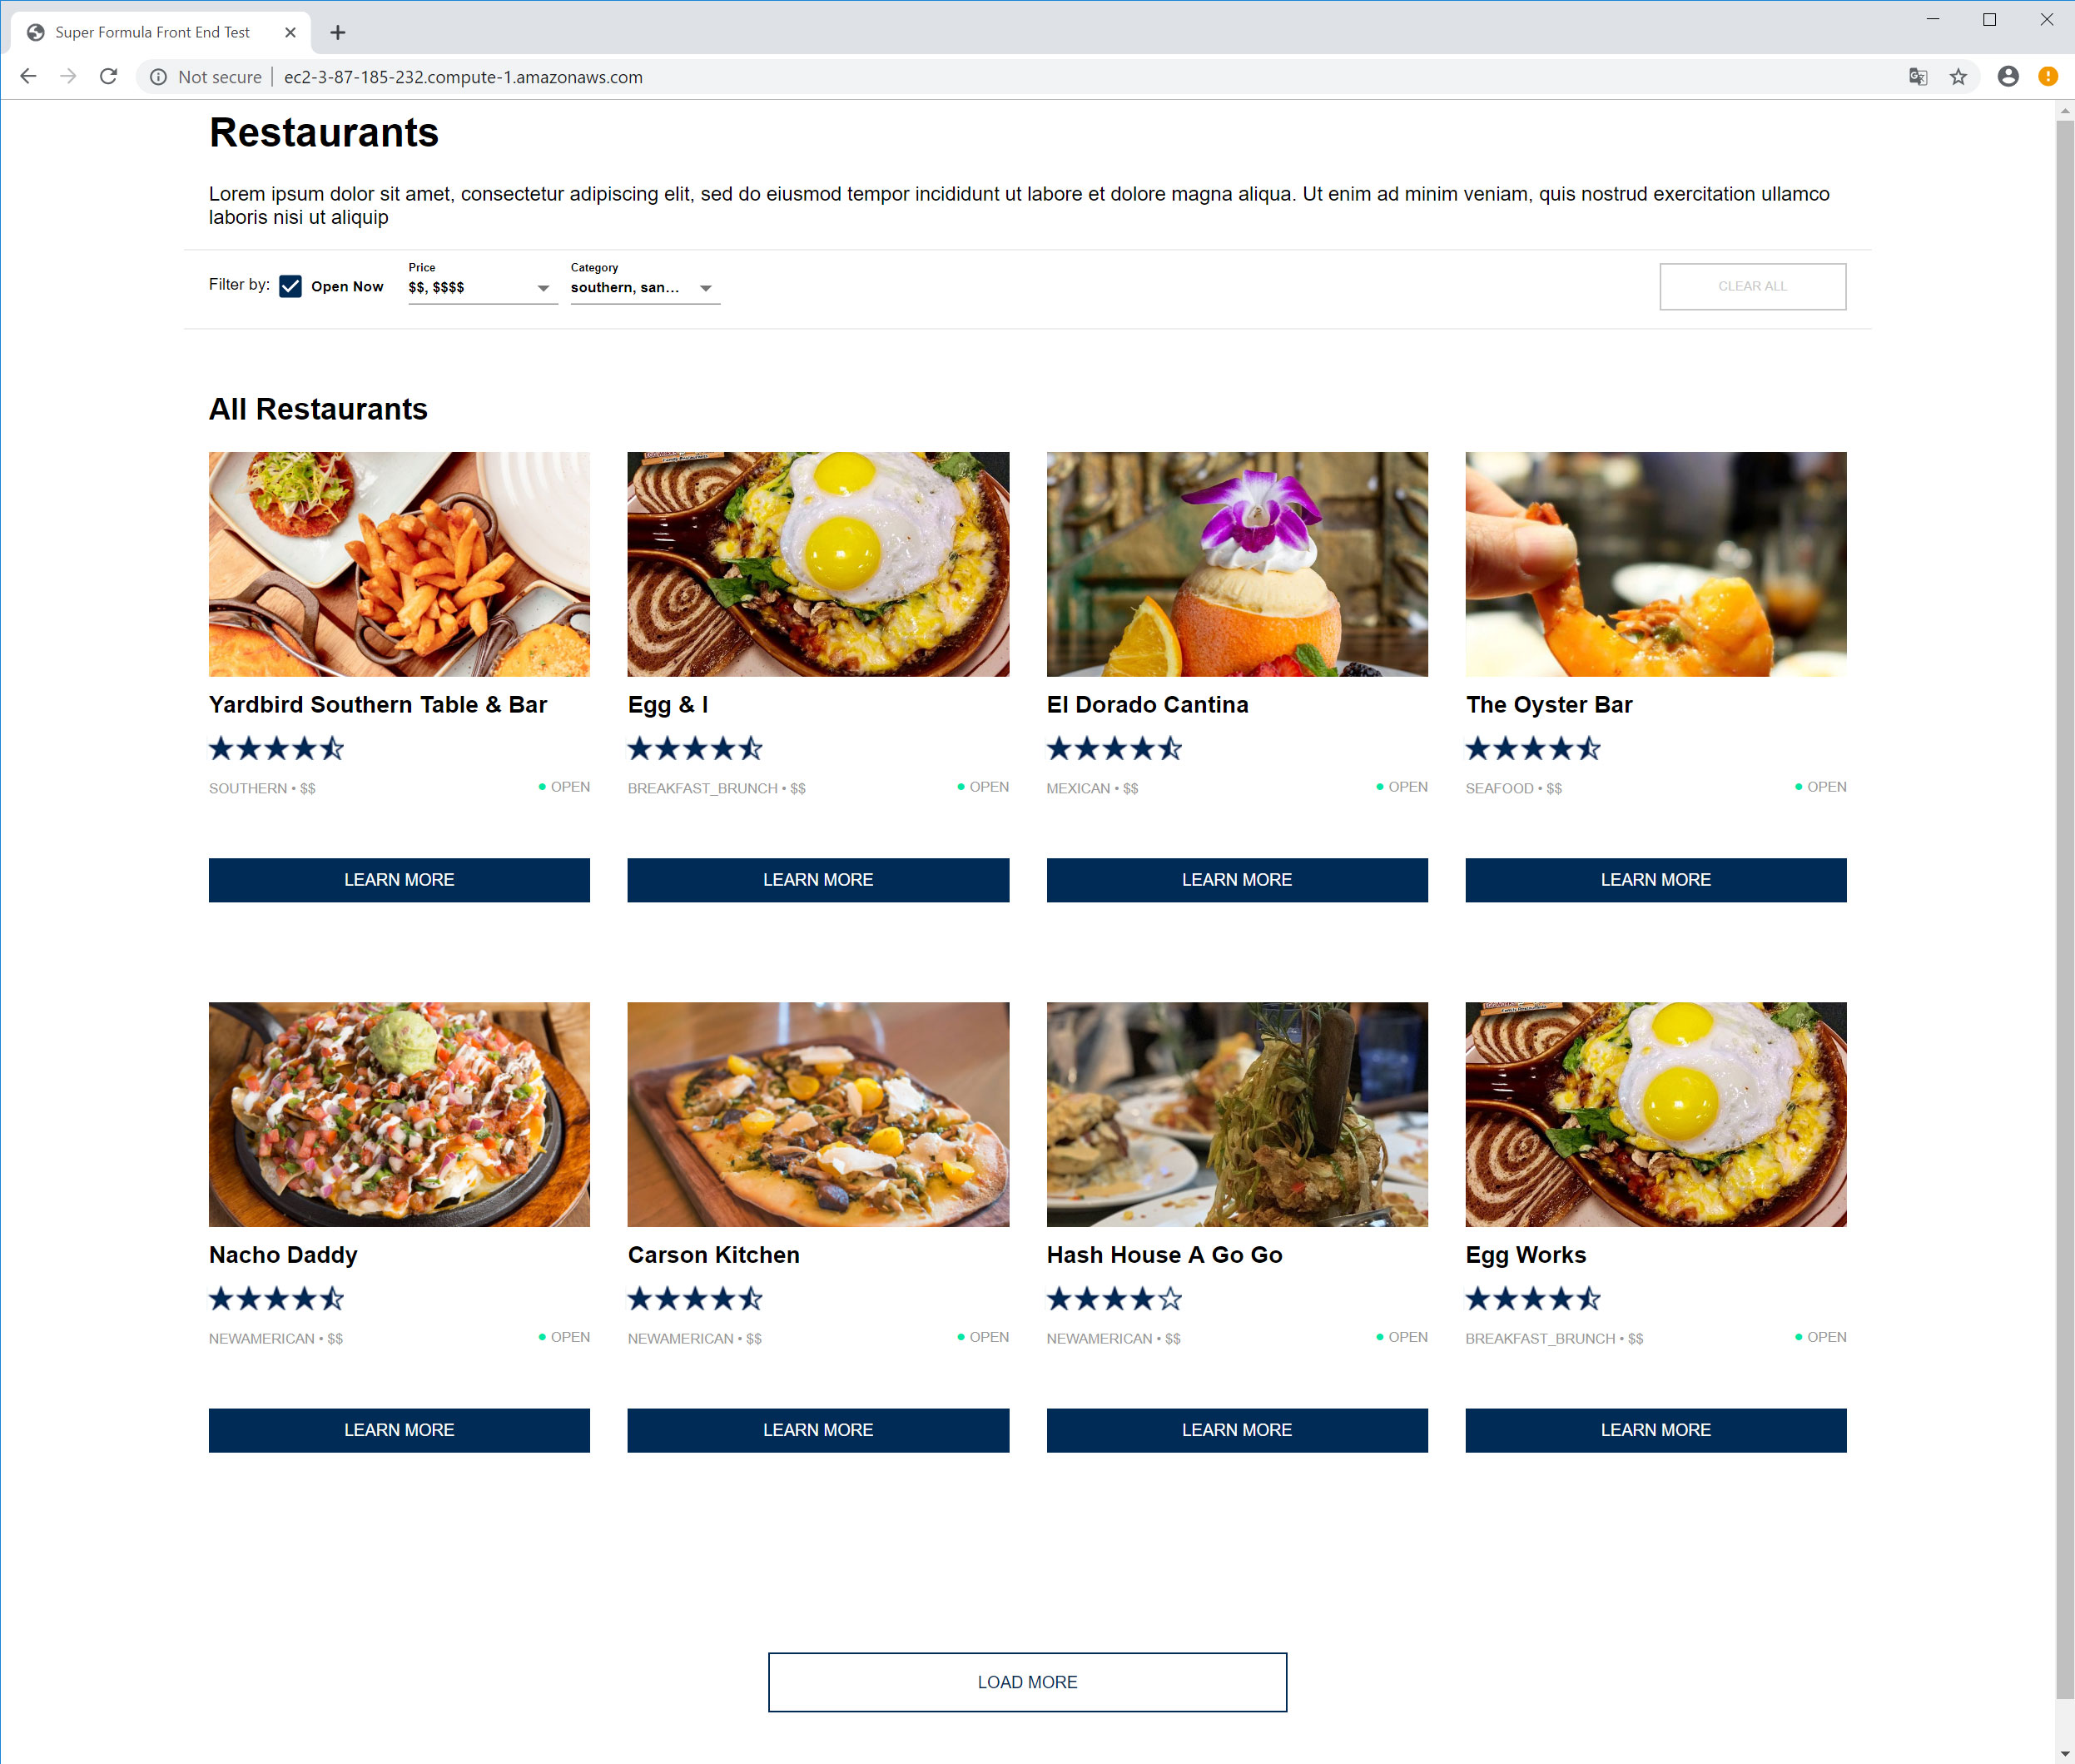 Super Formula Front End Test
Not secure | ec2-3-87-185-232.compute-1.amazonaws.com
Restaurants
Lorem ipsum dolor sit amet, consectetur adipiscing elit, sed do eiusmod tempor incididunt ut labore et dolore magna aliqua. Ut enim ad minim veniam, quis nostrud exercitation ullamco
laboris nisi ut aliquip
Filter by:
Open Now
Price
$$, $$$$
Category
southern, san...
CLEAR ALL
All Restaurants
Yardbird Southern Table & Bar
SOUTHERN • $$
OPEN
LEARN MORE
Egg & I
BREAKFAST_BRUNCH • $$
OPEN
LEARN MORE
El Dorado Cantina
MEXICAN • $$
OPEN
LEARN MORE
The Oyster Bar
SEAFOOD • $$
OPEN
LEARN MORE
Nacho Daddy
NEWAMERICAN • $$
OPEN
LEARN MORE
Carson Kitchen
NEWAMERICAN • $$
OPEN
LEARN MORE
Hash House A Go Go
NEWAMERICAN • $$
OPEN
LEARN MORE
Egg Works
BREAKFAST_BRUNCH • $$
OPEN
LEARN MORE
LOAD MORE